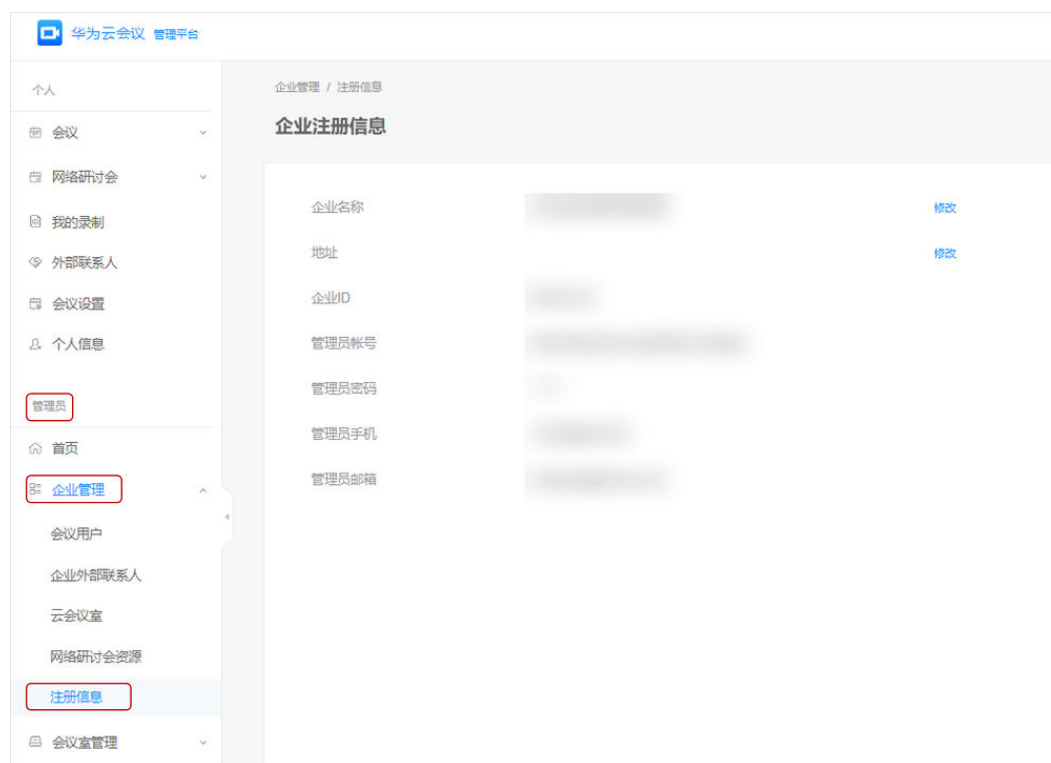 华为云会议 管理平台
个人
会议
网络研讨会
我的录制
外部联系人
会议设置
个人信息
管理员
首页
企业管理
会议用户
企业外部联系人
云会议室
网络研讨会资源
注册信息
会议室管理
企业管理 / 注册信息
企业注册信息
企业名称 修改
地址 修改
企业ID
管理员帐号
管理员密码
管理员手机
管理员邮箱